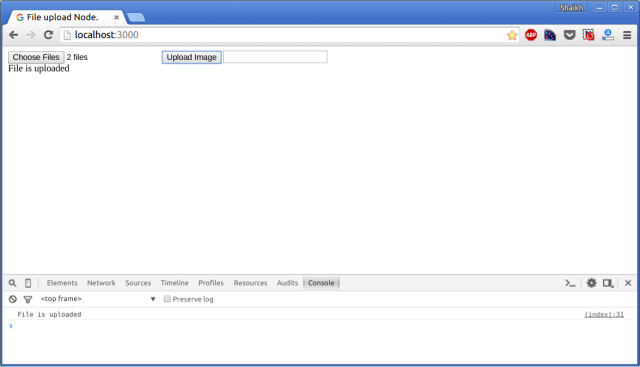 Shaikh
File upload Node.
localhost:3000
ABP
Choose Files 2 files Upload Image
File is uploaded
Elements Network Sources Timeline Profiles Resources Audits Console
<top frame> Preserve log
File is uploaded (index):31